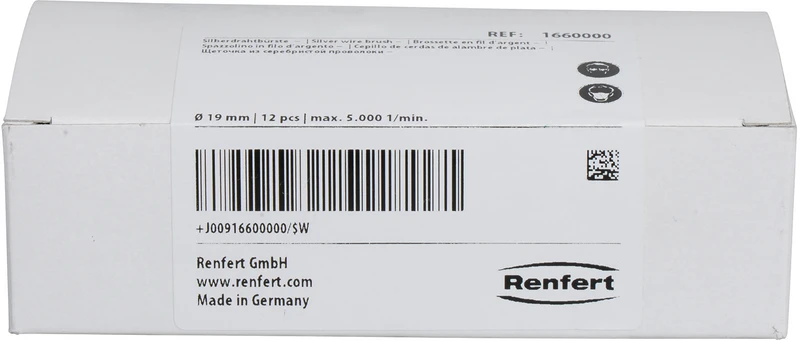 REF: 1660000
Silberdrahtbürste – | Silver wire brush – | Brossette en fil d'argent – |
Spazzolino in filo d'argento – | Cepillo de cerdas de alambre de plata – |
Щеточка из серебристой проволоки –
Ø 19 mm | 12 pcs | max. 5.000 1/min.
+J00916600000/$W
Renfert GmbH
www.renfert.com
Made in Germany
Renfert